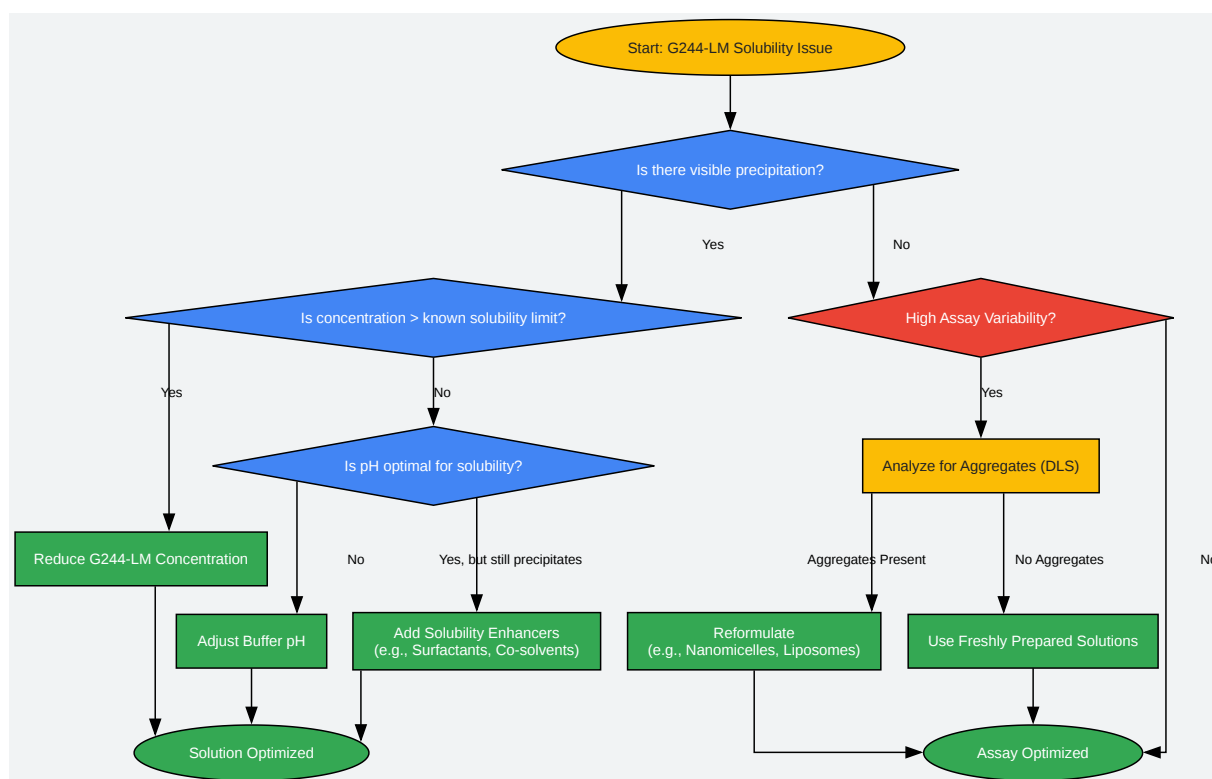 Start: G244-LM Solubility Issue
Is there visible precipitation?
Yes
No
Is concentration > known solubility limit?
High Assay Variability?
Yes
No
Yes
Is pH optimal for solubility?
Analyze for Aggregates (DLS)
Reduce G244-LM Concentration
No
Yes, but still precipitates
Aggregates Present
No Aggregates
No
Adjust Buffer pH
Add Solubility Enhancers
(e.g., Surfactants, Co-solvents)
Reformulate
(e.g., Nanomicelles, Liposomes)
Use Freshly Prepared Solutions
Solution Optimized
Assay Optimized